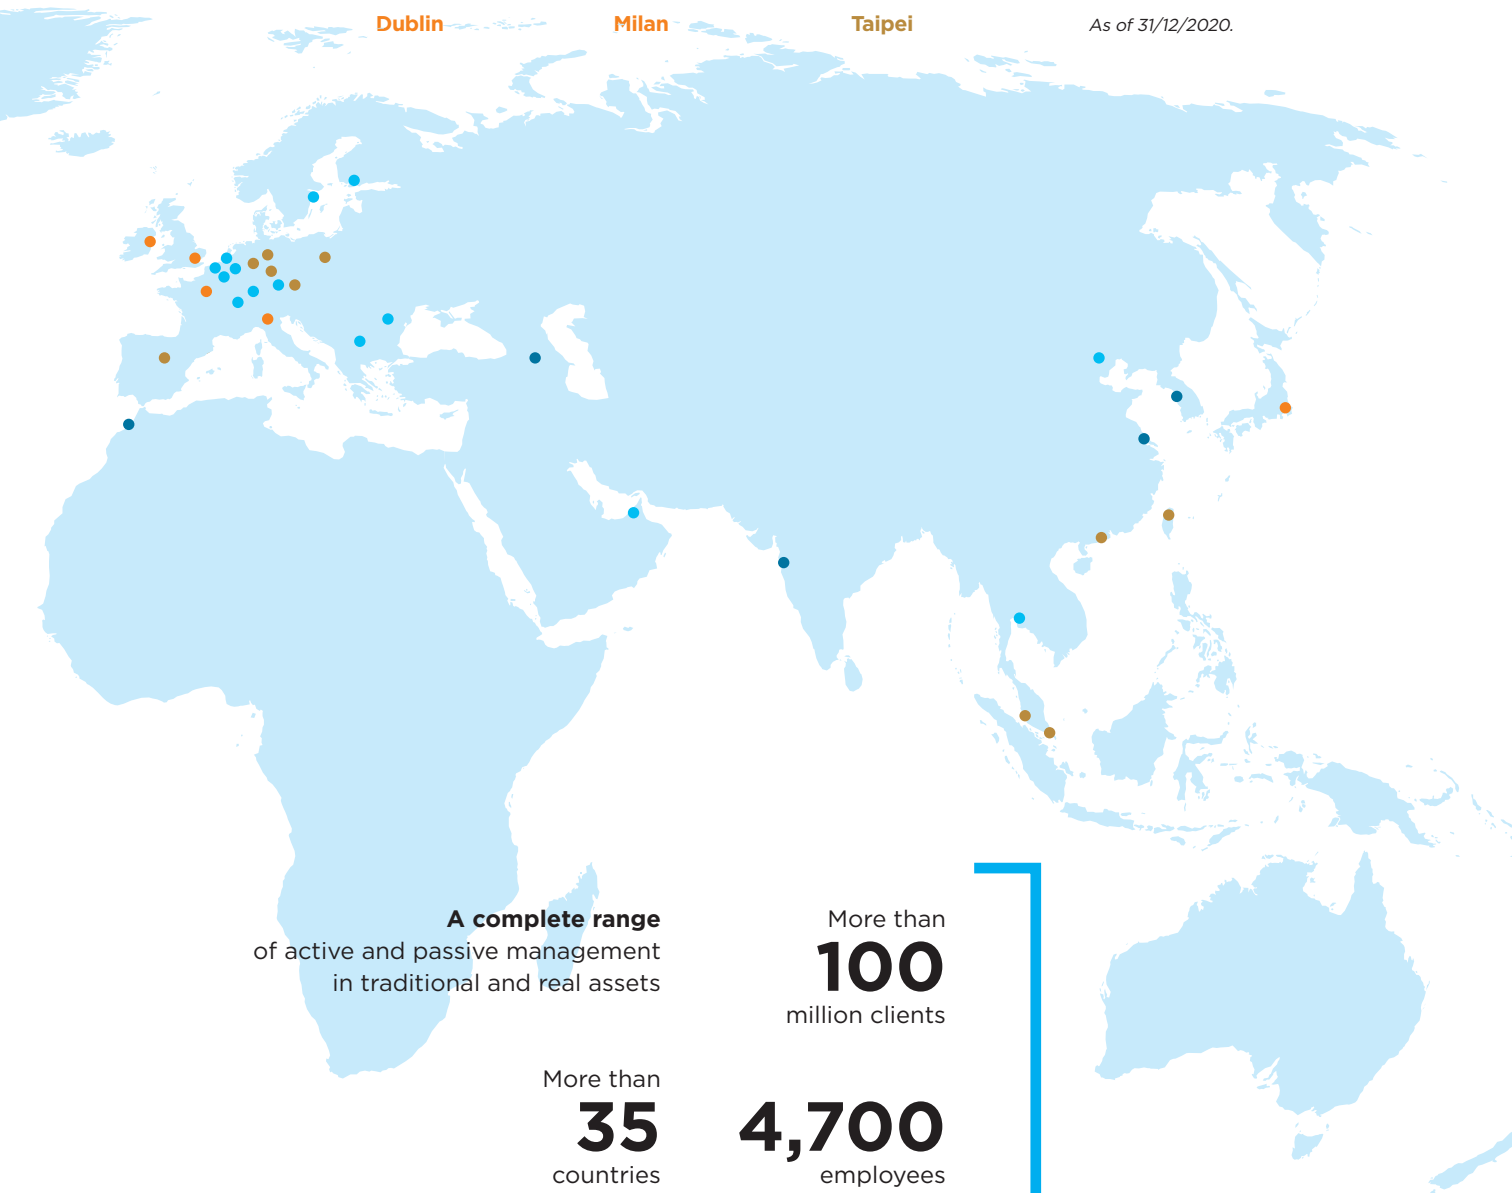 Dublin Milan Taipei As of 31/12/2020.
A complete range
of active and passive management
in traditional and real assets
More than
100
million clients
More than
35
countries
4,700
employees